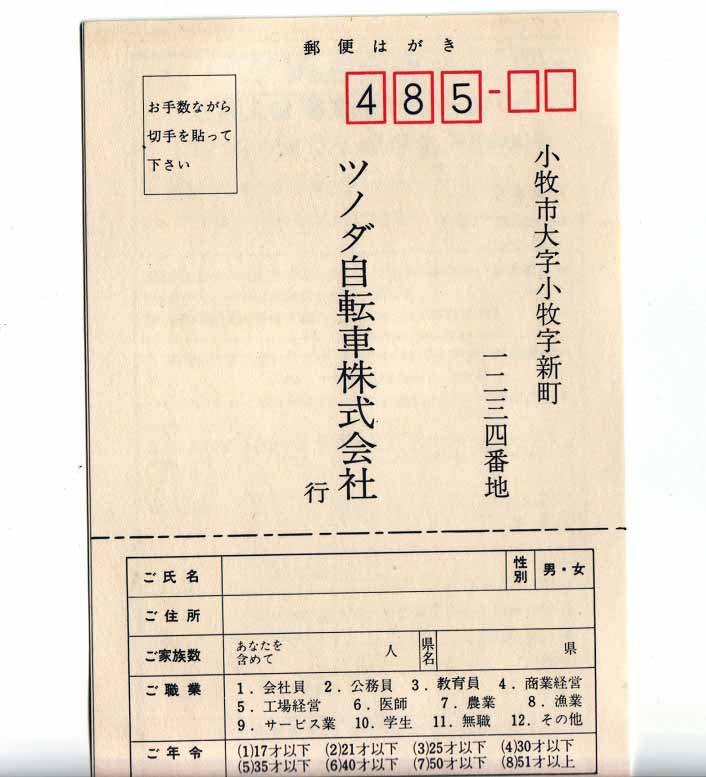 郵便はがき
485-
お手数ながら
切手を貼って
下さい
小牧市大字小牧字新町
一二三四番地
ツノダ自転車株式会社
行
ご氏名 性別 男・女
ご住所
ご家族数 あなたを含めて 人 県名 県
ご職業 1．会社員 2．公務員 3．教育員 4．商業経営
5．工場経営 6．医師 7．農業 8．漁業
9．サービス業 10．学生 11．無職 12．その他
ご年令 (1)17才以下 (2)21才以下 (3)25才以下 (4)30才以下
(5)35才以下 (6)40才以下 (7)50才以下 (8)51才以上